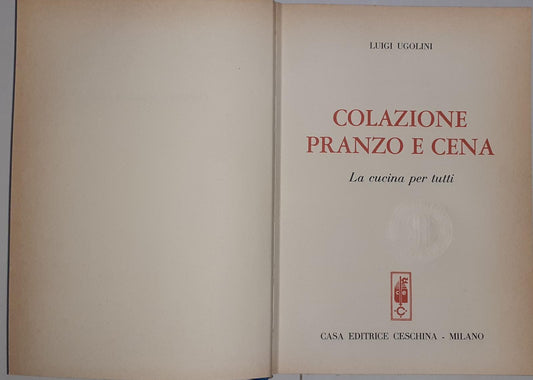 LUIGI UGOLINI
COLAZIONE
PRANZO E CENA
La cucina per tutti
CASA EDITRICE CESCHINA - MILANO